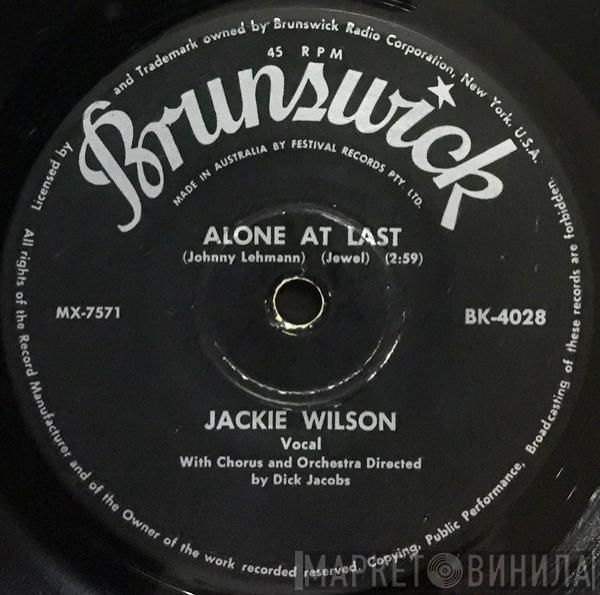 Licensed by and Trademark owned by Brunswick Radio Corporation, New York, U.S.A.
45 RPM
Brunswick
MADE IN AUSTRALIA BY FESTIVAL RECORDS PTY. LTD.
ALONE AT LAST
(Johnny Lehmann) (Jewel) (2:59)
MX-7571
BK-4028
JACKIE WILSON
Vocal
With Chorus and Orchestra Directed
by Dick Jacobs
All rights of the Record Manufacturer and of the Owner of the work recorded reserved. Copying, Public Performance, Broadcasting of these records are forbidden.
МАРКЕТ ВИНИЛА